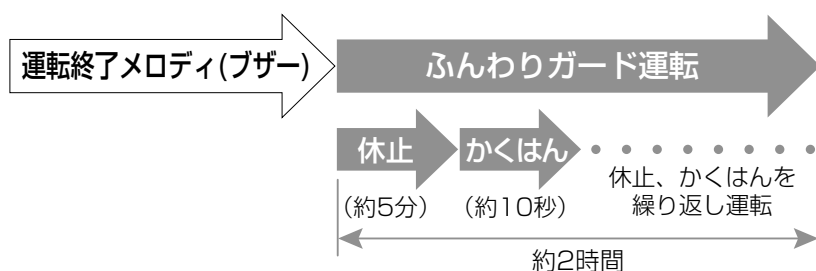 運転終了メロディ(ブザー)
ふんわりガード運転
休止
かくはん
(約5分)
(約10秒)
休止、かくはんを
繰り返し運転
約2時間